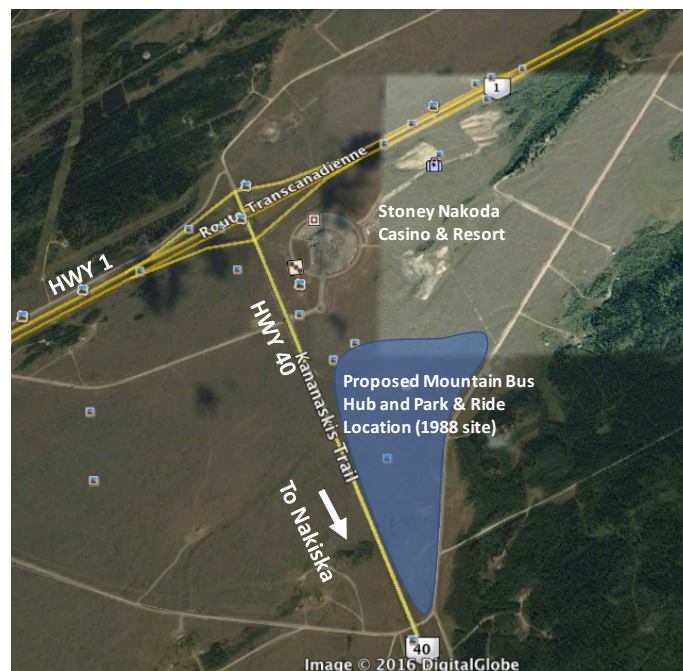 1
Route Transcanadienne
Stoney Nakoda
Casino & Resort
HWY 1
HWY 40
Kananaskis Trail
Proposed Mountain Bus
Hub and Park & Ride
Location (1988 site)
To Nakiska
40
Image © 2016 DigitalGlobe